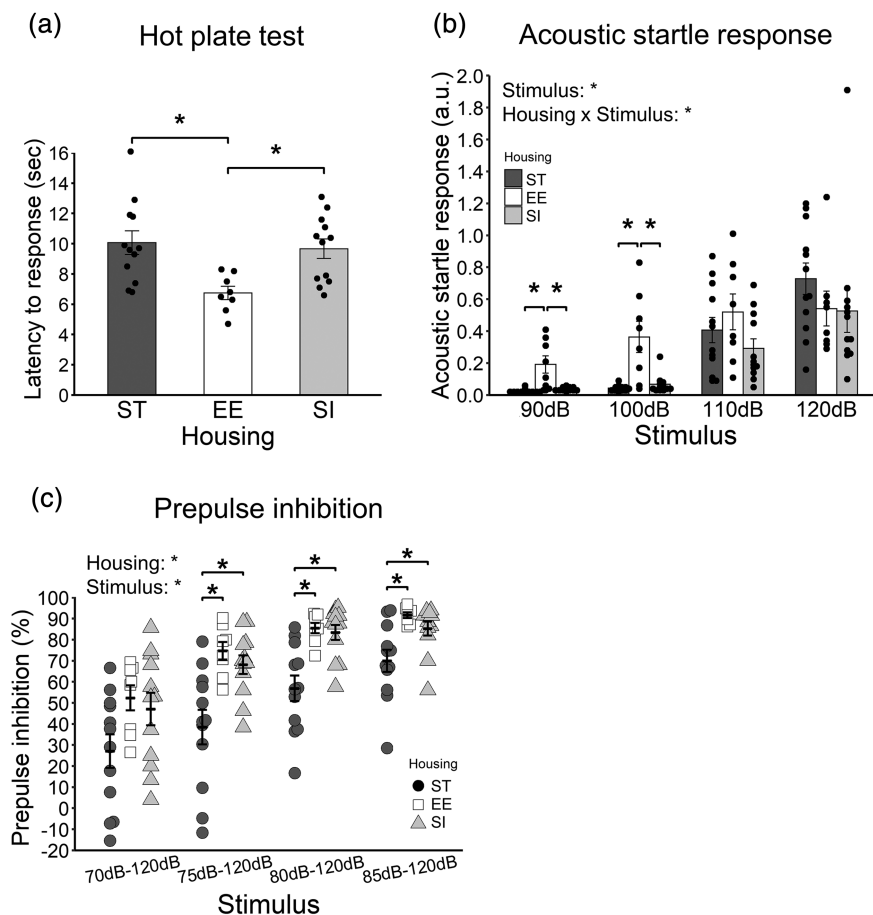 (a)
Hot plate test
Latency to response (sec)
16
14
12
10
8
6
4
2
0
*
*
ST EE SI
Housing
(b)
Acoustic startle response
Acoustic startle response (a.u.)
2.0
1.8
1.6
1.4
1.2
1.0
0.8
0.6
0.4
0.2
0.0
Stimulus: *
Housing x Stimulus: *
Housing
ST
EE
SI
* *
* *
90dB 100dB 110dB 120dB
Stimulus
(c)
Prepulse inhibition
Housing: *
Stimulus: *
Prepulse inhibition (%)
100
90
80
70
60
50
40
30
20
10
0
-10
-20
*
*
*
*
*
*
Housing
ST
EE
SI
70dB-120dB 75dB-120dB 80dB-120dB 85dB-120dB
Stimulus